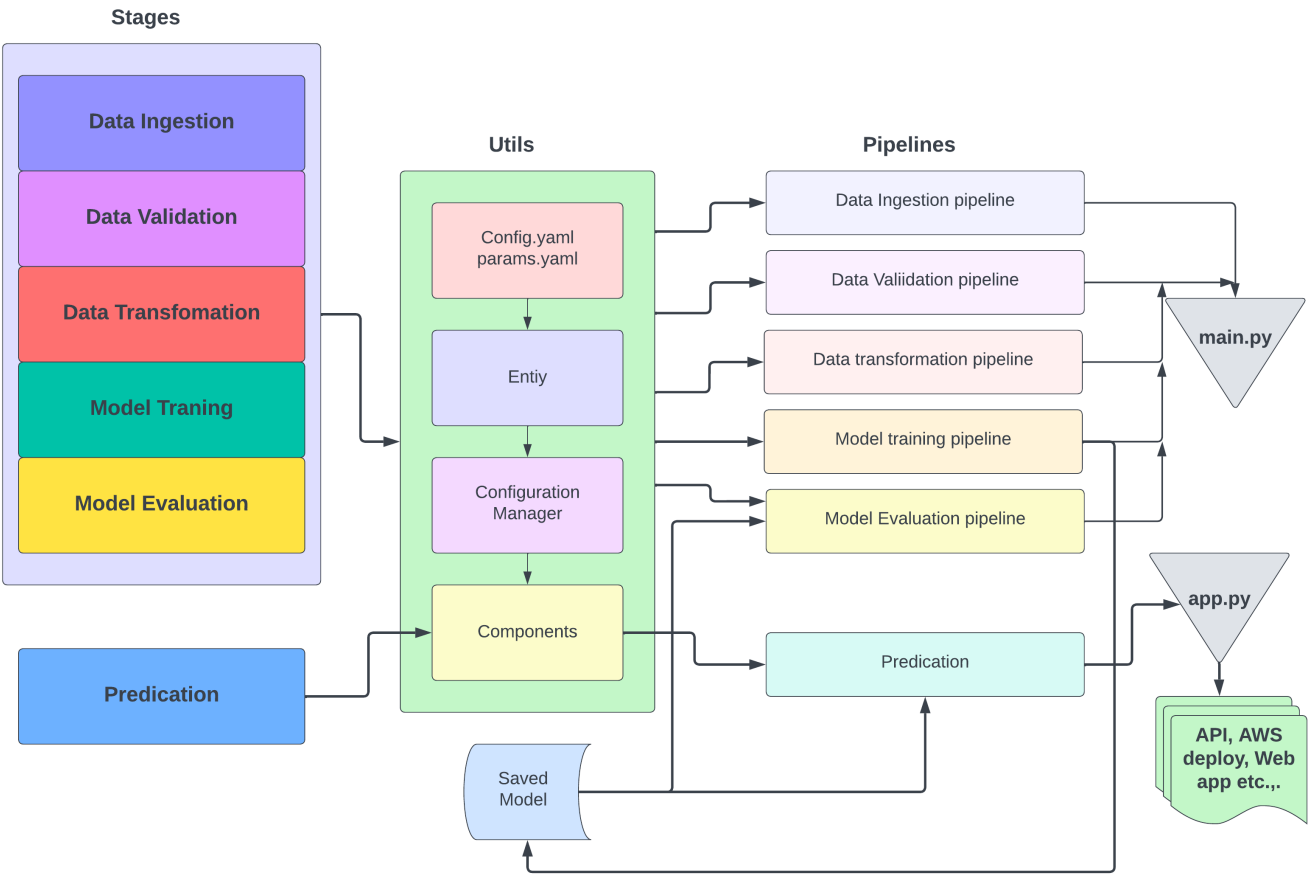 Stages
Data Ingestion
Data Validation
Data Transfomation
Model Traning
Model Evaluation
Predication
Utils
Config.yaml
params.yaml
Entiy
Configuration
Manager
Components
Saved
Model
Pipelines
Data Ingestion pipeline
Data Valiidation pipeline
Data transformation pipeline
Model training pipeline
Model Evaluation pipeline
Predication
main.py
app.py
API, AWS
deploy, Web
app etc.,.